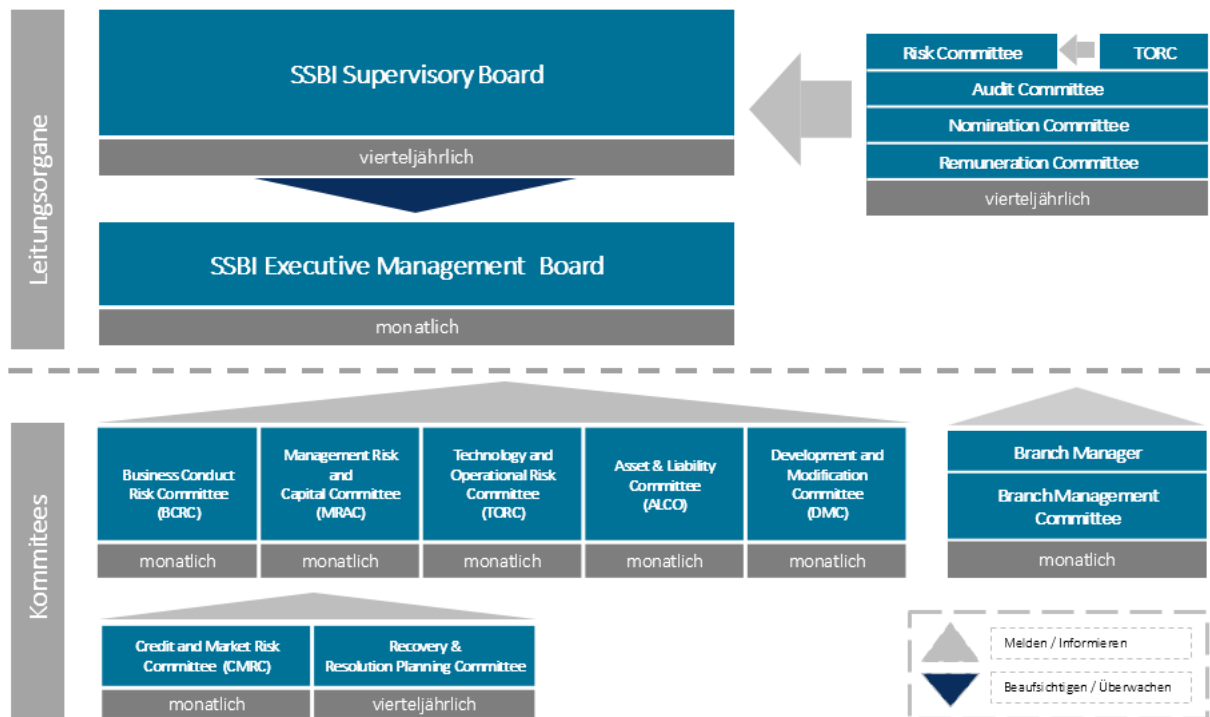 Leitungsorgane
SSBI Supervisory Board
vierteljährlich
SSBI Executive Management Board
monatlich
Risk Committee
TORC
Audit Committee
Nomination Committee
Remuneration Committee
vierteljährlich
Kommitees
Business Conduct
Risk Committee
(BCRC)
monatlich
Management Risk
and
Capital Committee
(MRAC)
monatlich
Technology and
Operational Risk
Committee
(TORC)
monatlich
Asset & Liability
Committee
(ALCO)
monatlich
Development and
Modification
Committee
(DMC)
monatlich
Branch Manager
Branch Management
Committee
monatlich
Credit and Market Risk
Committee (CMRC)
monatlich
Recovery &
Resolution Planning Committee
vierteljährlich
Melden / Informieren
Beaufsichtigen / Überwachen